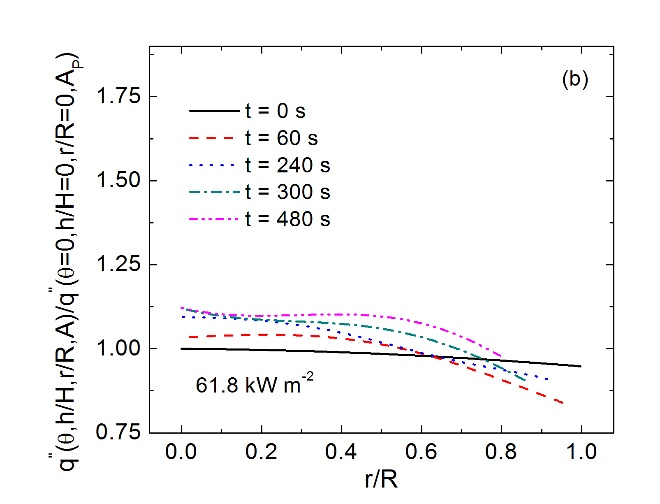 q"(θ,h/H,r/R,A)/q"(θ=0,h/H=0,r/R=0,A_P)
(b)
1.75
1.50
1.25
1.00
0.75
t = 0 s
t = 60 s
t = 240 s
t = 300 s
t = 480 s
61.8 kW m⁻²
0.0 0.2 0.4 0.6 0.8 1.0
r/R